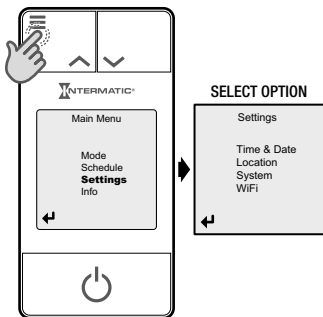 INTERMATIC®
Main Menu
Mode
Schedule
Settings
Info
SELECT OPTION
Settings
Time & Date
Location
System
WiFi